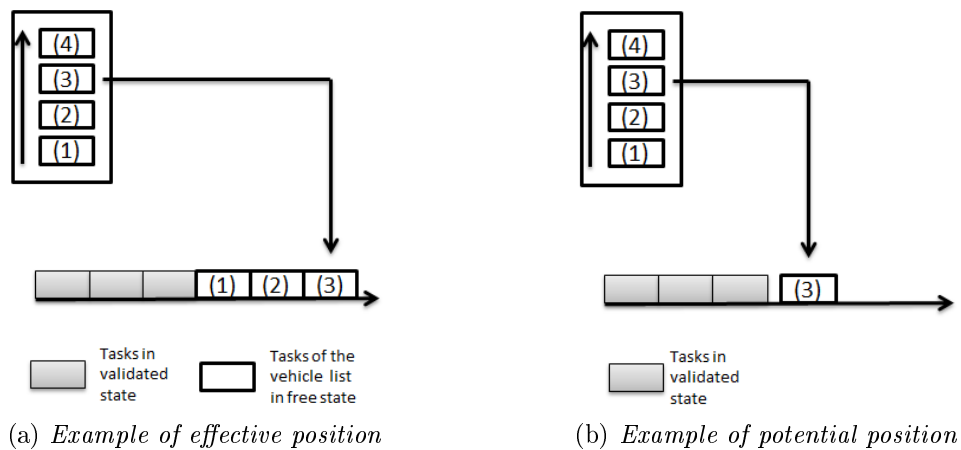 (4)
(3)
(2)
(1)
(1) (2) (3)
Tasks in
validated
state
Tasks of the
vehicle list
in free state
(a) Example of effective position
(4)
(3)
(2)
(1)
(3)
Tasks in
validated
state
(b) Example of potential position